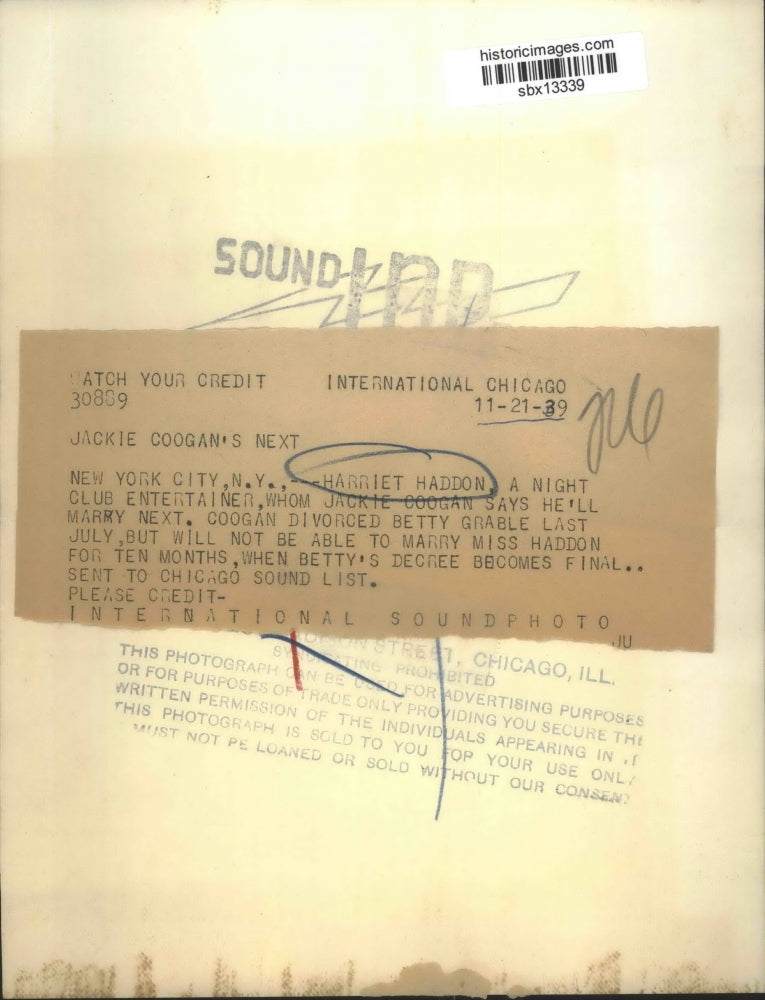 historicimages.com
sbx13339
SOUND
WATCH YOUR CREDIT INTERNATIONAL CHICAGO
30889 11-21-39
JACKIE COOGAN'S NEXT
NEW YORK CITY,N.Y.,---HARRIET HADDON, A NIGHT
CLUB ENTERTAINER,WHOM JACKIE COOGAN SAYS HE'LL
MARRY NEXT. COOGAN DIVORCED BETTY GRABLE LAST
JULY,BUT WILL NOT BE ABLE TO MARRY MISS HADDON
FOR TEN MONTHS,WHEN BETTY'S DECREE BECOMES FINAL..
SENT TO CHICAGO SOUND LIST.
PLEASE CREDIT-
INTERNATIONAL SOUNDPHOTO
JU
STREET, CHICAGO, ILL.
SYNDICATING PROHIBITED
THIS PHOTOGRAPH CAN BE USED FOR ADVERTISING PURPOSES
OR FOR PURPOSES OF TRADE ONLY PROVIDING YOU SECURE THE
WRITTEN PERMISSION OF THE INDIVIDUALS APPEARING IN IT
THIS PHOTOGRAPH IS SOLD TO YOU FOR YOUR USE ONLY
MUST NOT BE LOANED OR SOLD WITHOUT OUR CONSENT